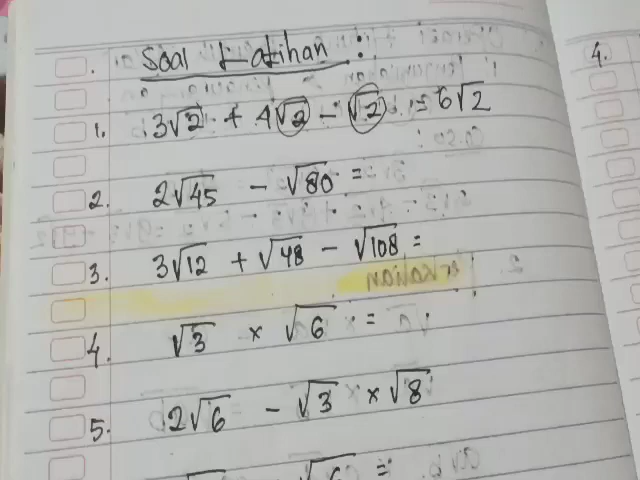 Soal Latihan :
1. 3√2 + 4√2 - √2 = 6√2
2. 2√45 - √80 =
3. 3√12 + √48 - √108 =
4. √3 × √6 =
5. 2√6 - √3 × √8
√6 =
4.